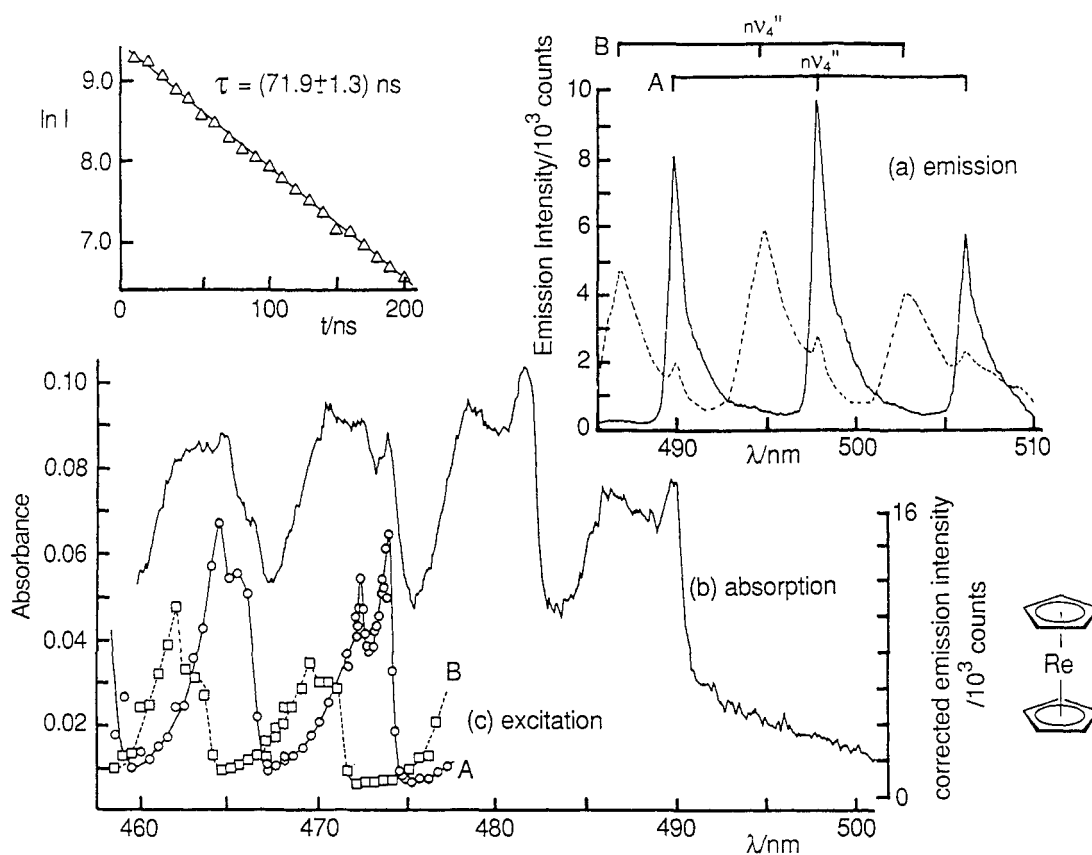 9.0
ln I
8.0
7.0
τ = (71.9±1.3) ns
0
100
200
t/ns
nν₄"
B
nν₄"
A
Emission Intensity/10³ counts
10
8
6
4
2
0
(a) emission
490
500
510
λ/nm
Absorbance
0.10
0.08
0.06
0.04
0.02
(b) absorption
B
(c) excitation
A
16
0
corrected emission intensity
/10³ counts
460
470
480
490
500
λ/nm
Re